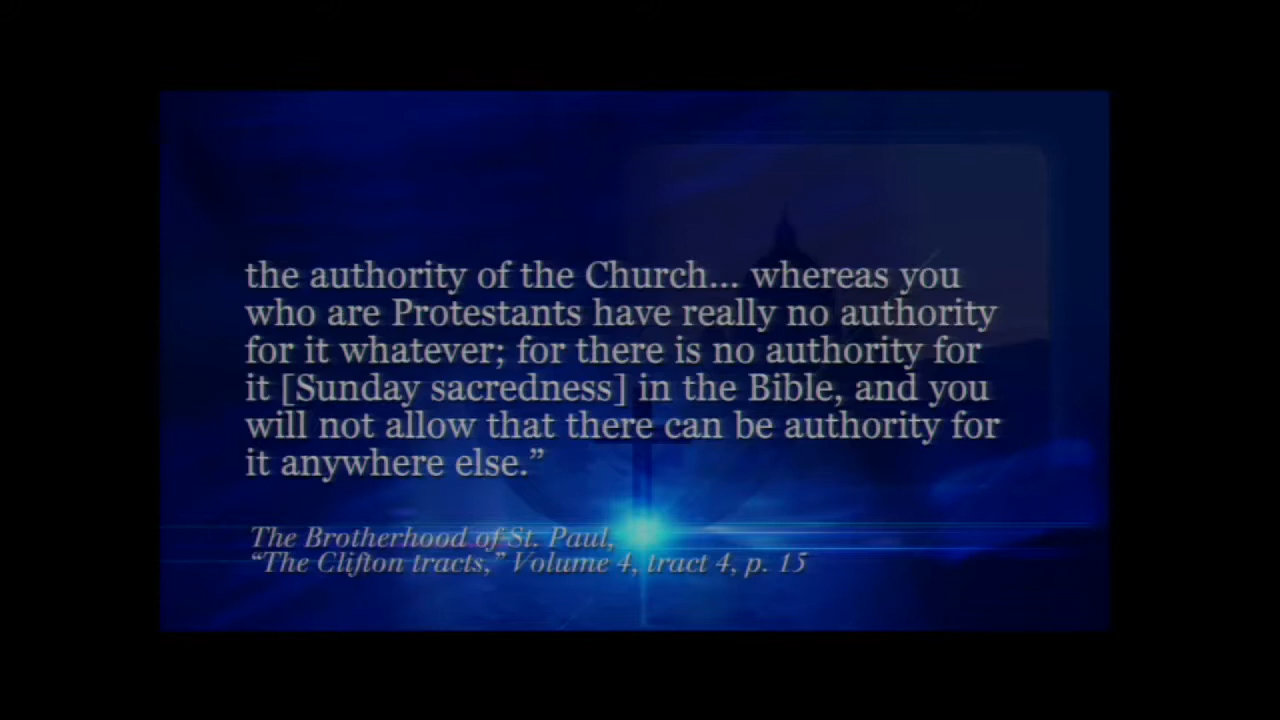 the authority of the Church... whereas you
who are Protestants have really no authority
for it whatever; for there is no authority for
it [Sunday sacredness] in the Bible, and you
will not allow that there can be authority for
it anywhere else.”
The Brotherhood of St. Paul,
“The Clifton tracts,” Volume 4, tract 4, p. 15